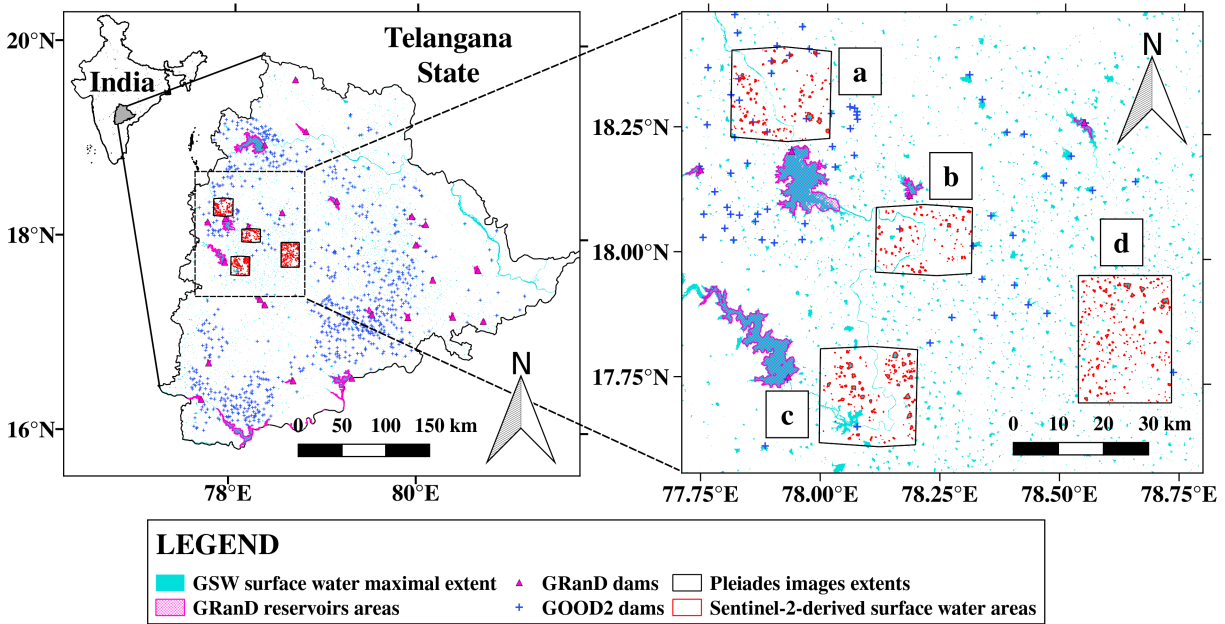 20°N
18°N
16°N
India
Telangana
State
N
0 50 100 150 km
78°E 80°E
a
b
c
d
N
18.25°N
18.00°N
17.75°N
0 10 20 30 km
77.75°E 78.00°E 78.25°E 78.50°E 78.75°E
LEGEND
GSW surface water maximal extent
GRanD reservoirs areas
GRanD dams
GOOD2 dams
Pleiades images extents
Sentinel-2-derived surface water areas